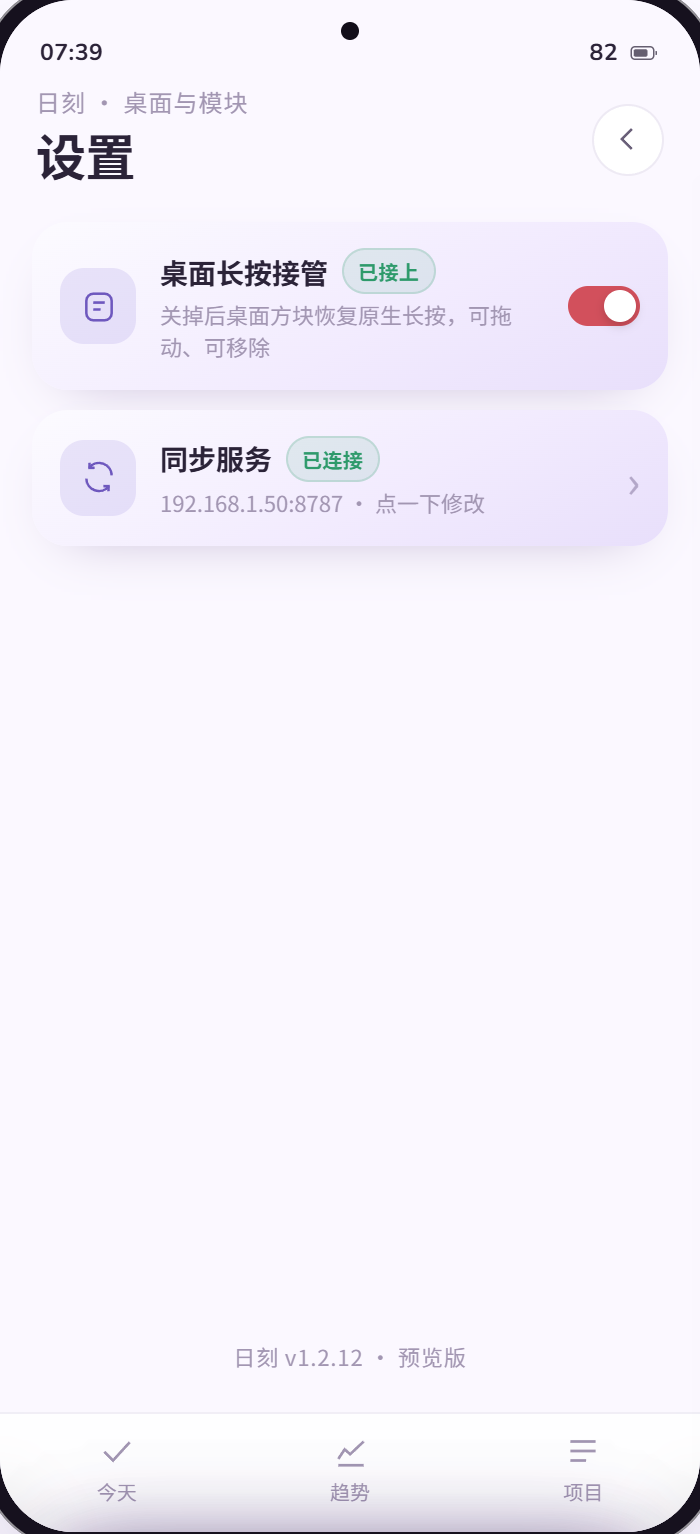 07:39
82
日刻 · 桌面与模块
设置
桌面长按接管
已接上
关掉后桌面方块恢复原生长按，可拖
动、可移除
同步服务
已连接
192.168.1.50:8787 · 点一下修改
日刻 v1.2.12 · 预览版
今天
趋势
项目